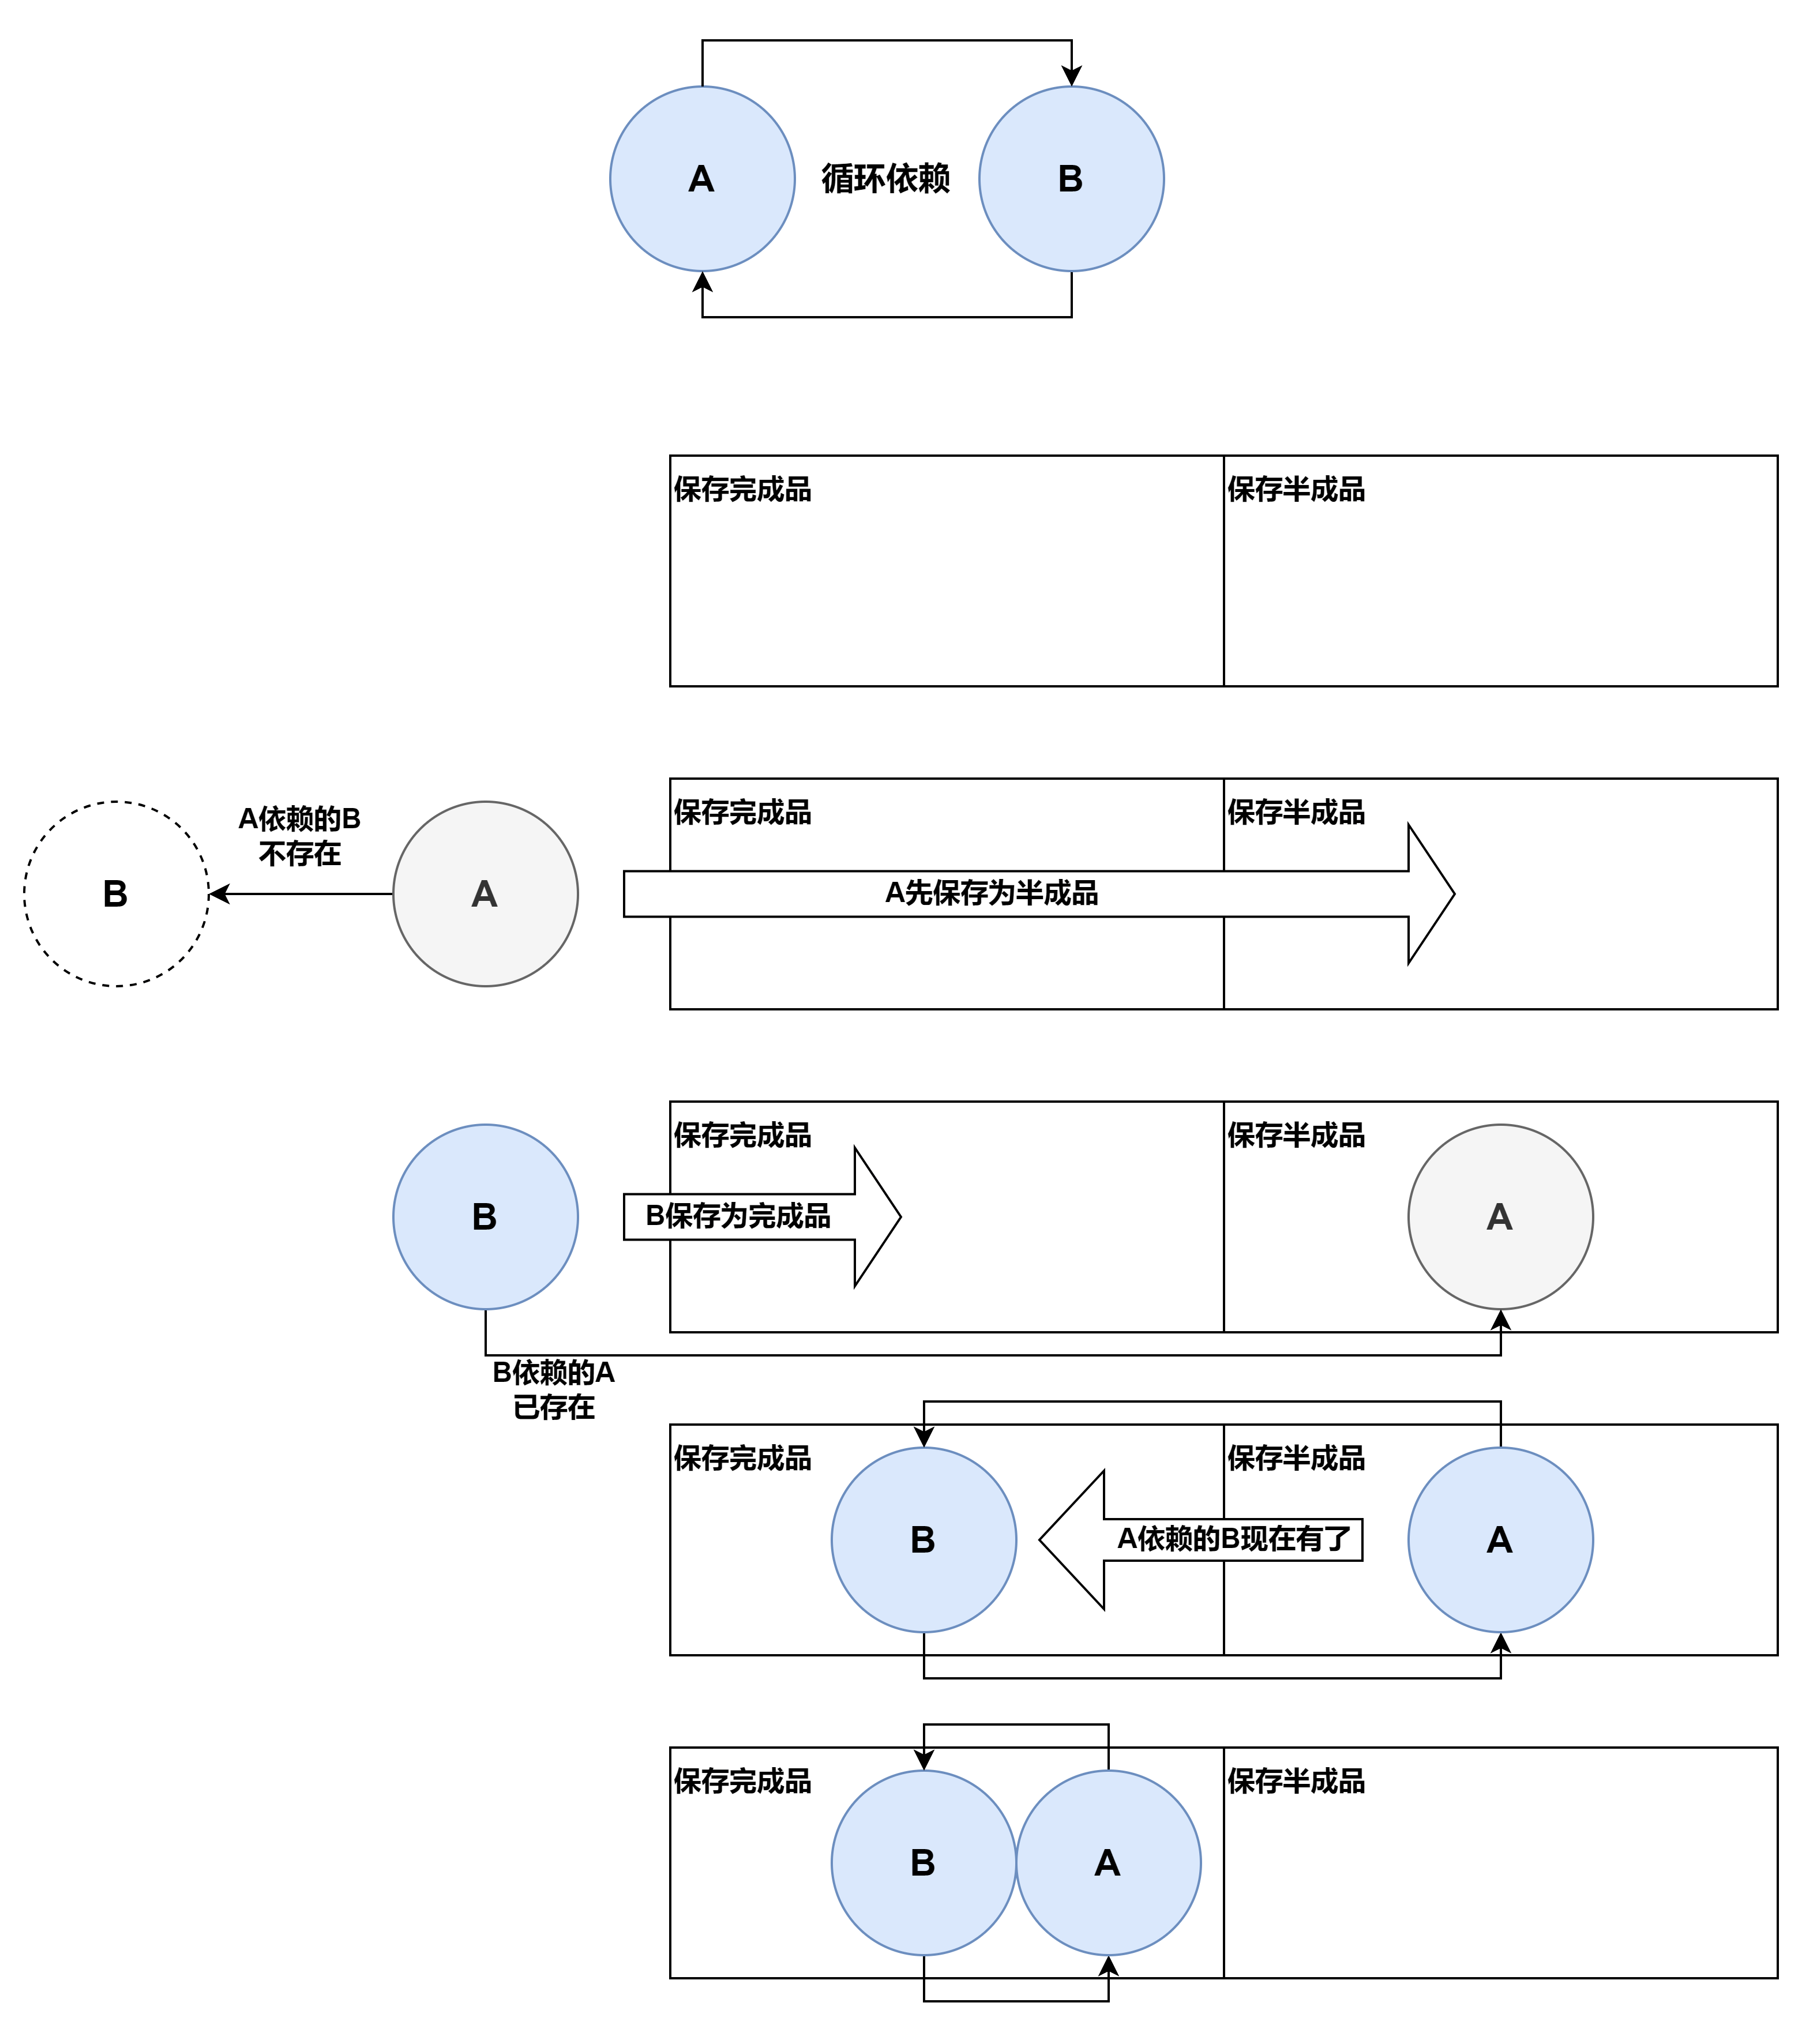 A
循环依赖
B
保存完成品
保存半成品
保存完成品
保存半成品
A依赖的B
不存在
B
A
A先保存为半成品
保存完成品
保存半成品
B
B保存为完成品
A
B依赖的A
已存在
保存完成品
保存半成品
B
A依赖的B现在有了
A
保存完成品
保存半成品
B
A